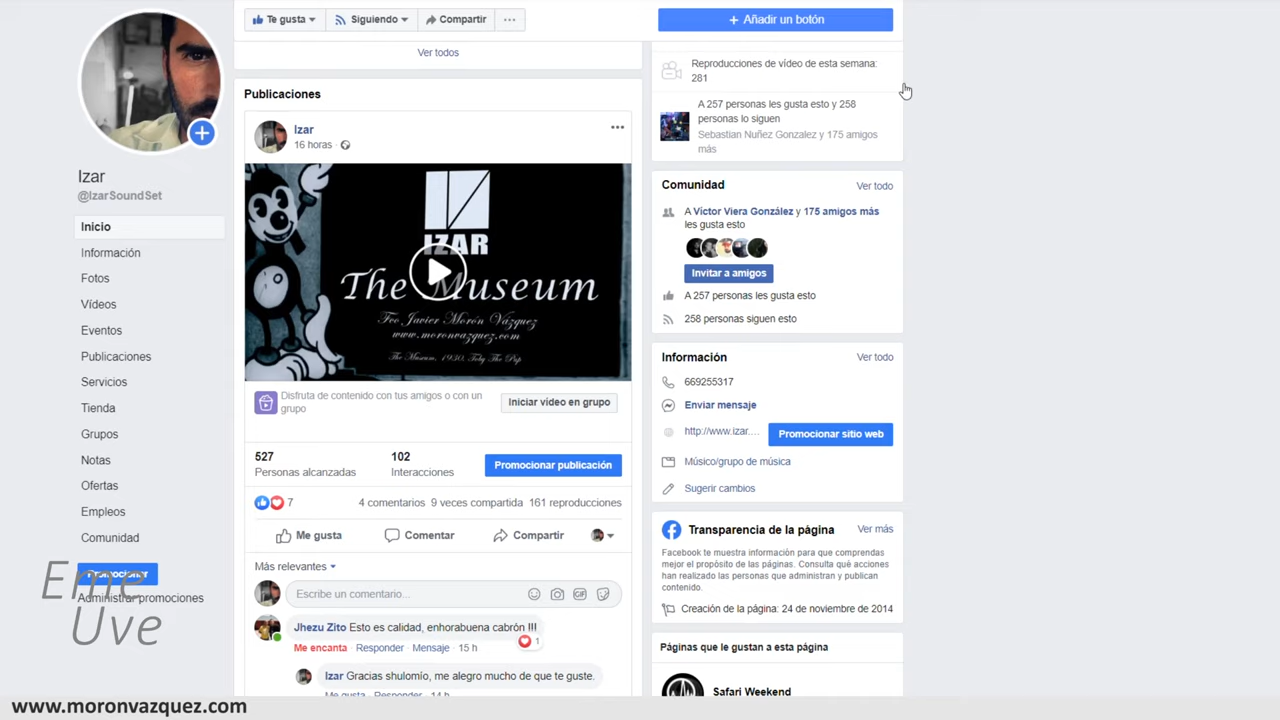 Te gusta
Siguiendo
Compartir
+ Añadir un botón
Izar
@IzarSoundSet
Inicio
Información
Fotos
Vídeos
Eventos
Publicaciones
Servicios
Tienda
Grupos
Notas
Ofertas
Empleos
Comunidad
Promocionar
Administrar promociones
Eme
Uve
Ver todos
Publicaciones
Izar
16 horas
IZAR
The Museum
Fco Javier Morón Vázquez
www.moronvazquez.com
The Museum, 1930, Toby The Pup
Disfruta de contenido con tus amigos o con un
grupo
Iniciar vídeo en grupo
527
Personas alcanzadas
102
Interacciones
Promocionar publicación
7
4 comentarios 9 veces compartida 161 reproducciones
Me gusta
Comentar
Compartir
Más relevantes
Escribe un comentario...
GIF
Jhezu Zito Esto es calidad, enhorabuena cabrón !!!
1
Me encanta · Responder · Mensaje · 15 h
Izar Gracias shulomío, me alegro mucho de que te guste.
Me gusta · Responder · 14 h
Reproducciones de vídeo de esta semana:
281
A 257 personas les gusta esto y 258
personas lo siguen
Sebastian Nuñez Gonzalez y 175 amigos
más
Comunidad
Ver todo
A Víctor Viera González y 175 amigos más
les gusta esto
Invitar a amigos
A 257 personas les gusta esto
258 personas siguen esto
Información
Ver todo
669255317
Enviar mensaje
http://www.izar....
Promocionar sitio web
Músico/grupo de música
Sugerir cambios
Transparencia de la página
Ver más
Facebook te muestra información para que comprendas
mejor el propósito de las páginas. Consulta qué acciones
han realizado las personas que administran y publican
contenido.
Creación de la página: 24 de noviembre de 2014
Páginas que le gustan a esta página
Safari Weekend
www.moronvazquez.com